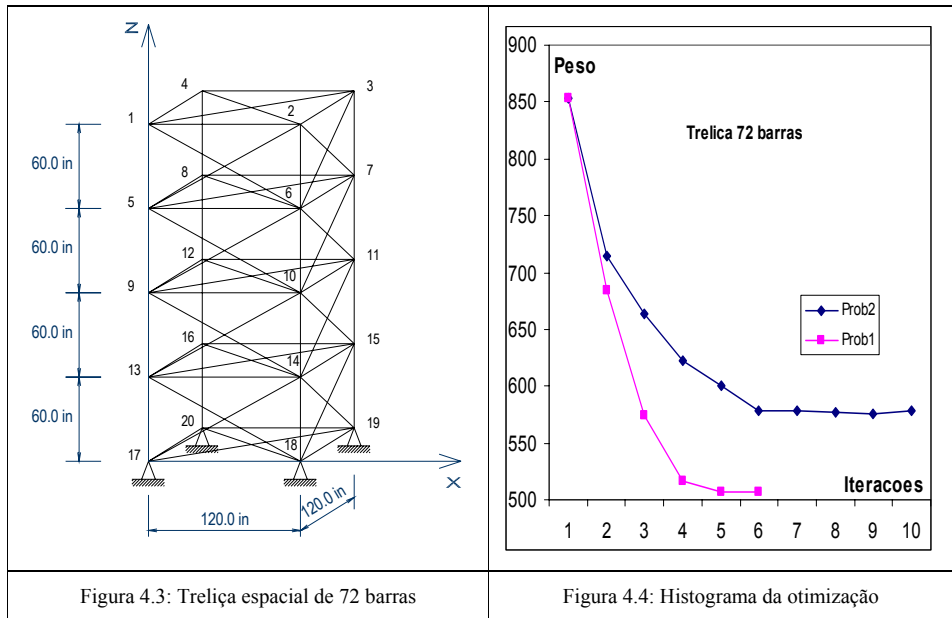 Z
4
3
1
2
60.0 in
8
7
5
6
60.0 in
12
11
9
10
60.0 in
16
15
13
14
60.0 in
20
19
17
18
X
120.0 in
120.0 in
Figura 4.3: Treliça espacial de 72 barras
900
Peso
850
Trelica 72 barras
800
750
700
650
Prob2
Prob1
600
550
500
Iteracoes
1 2 3 4 5 6 7 8 9 10
Figura 4.4: Histograma da otimização